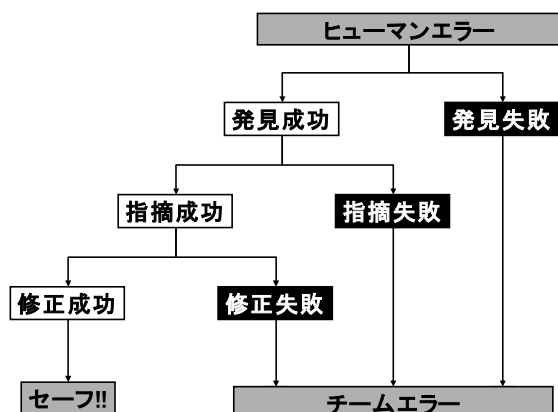 ヒューマンエラー
発見成功
発見失敗
指摘成功
指摘失敗
修正成功
修正失敗
セーフ!!
チームエラー